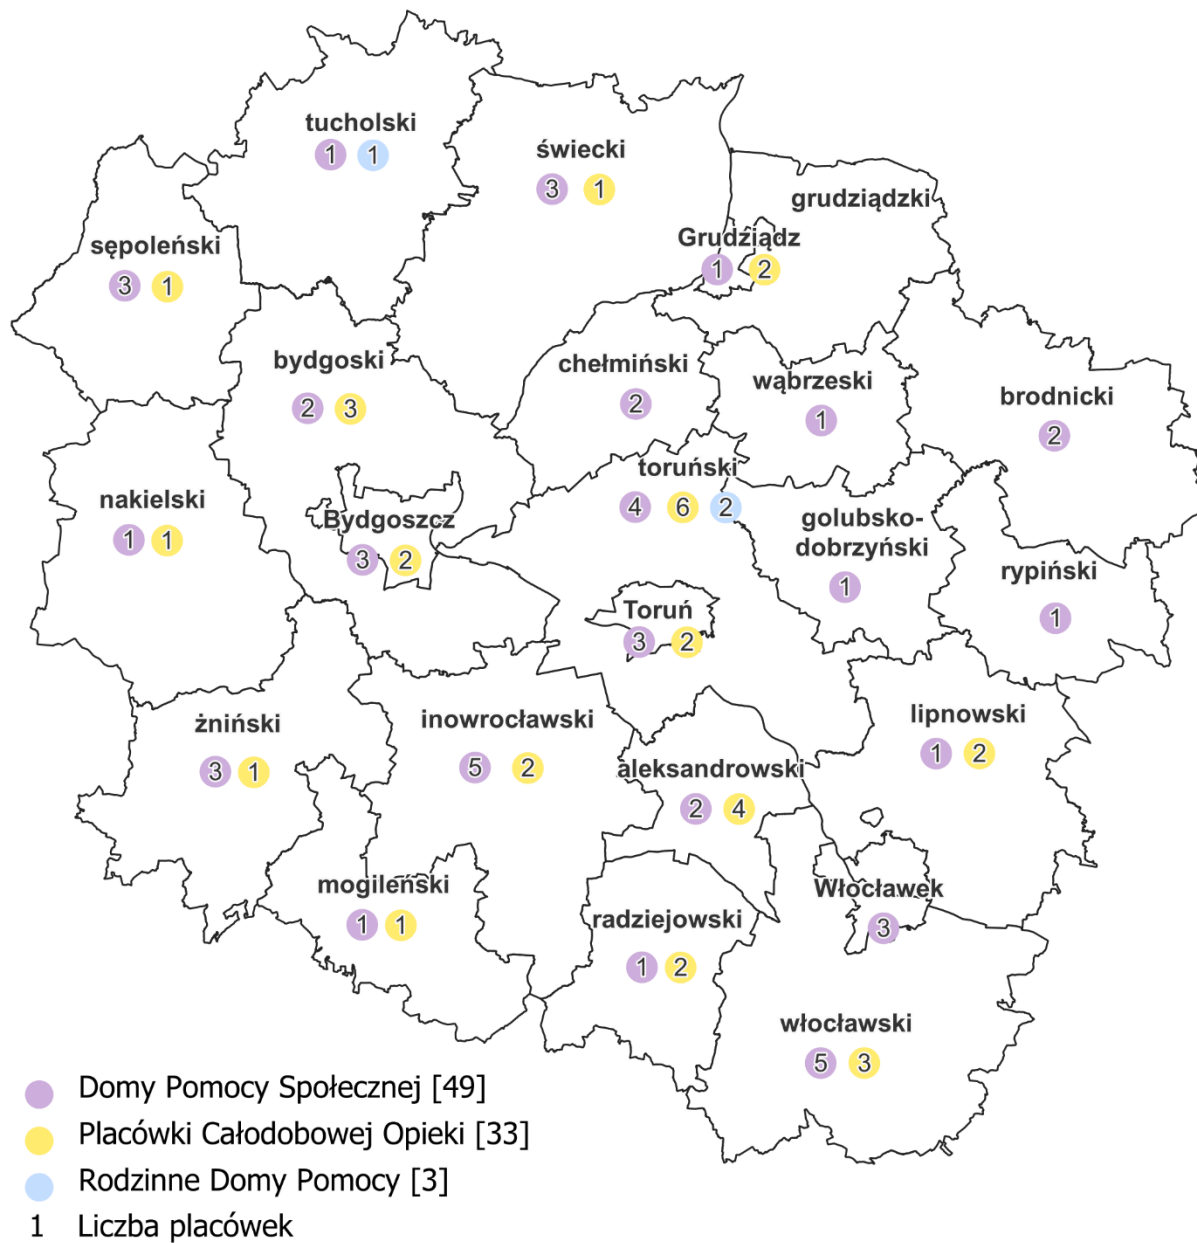 tucholski
1 1
świecki
3 1
grudziądzki
sępoleński
3 1
Grudziądz
1 2
bydgoski
2 3
chełmiński
2
wąbrzeski
1
brodnicki
2
nakielski
1 1
Bydgoszcz
3 2
toruński
4 6 2
golubsko-
dobrzyński
1
rypiński
1
Toruń
3 2
żniński
3 1
inowrocławski
5 2
aleksandrowski
2 4
lipnowski
1 2
mogileński
1 1
radziejowski
1 2
Włocławek
3
włocławski
5 3
Domy Pomocy Społecznej [49]
Placówki Całodobowej Opieki [33]
Rodzinne Domy Pomocy [3]
1 Liczba placówek